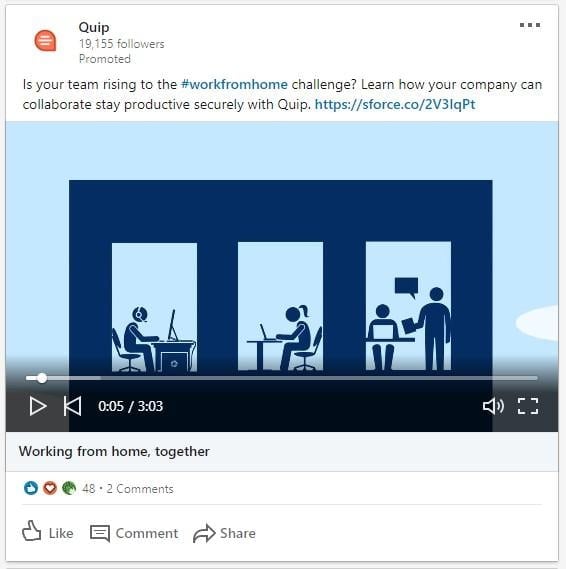 Quip
19,155 followers
Promoted
Is your team rising to the #workfromhome challenge? Learn how your company can
collaborate stay productive securely with Quip. https://sforce.co/2V3lqPt
0:05 / 3:03
Working from home, together
48 • 2 Comments
Like Comment Share